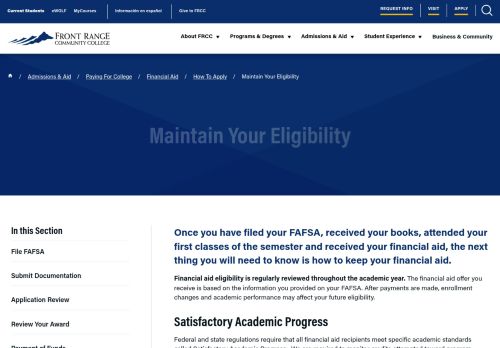 Current Students eWOLF MyCourses Información en español Give to FRCC REQUEST INFO VISIT APPLY
FRONT RANGE
COMMUNITY COLLEGE
About FRCC Programs & Degrees Admissions & Aid Student Experience Business & Community
/ Admissions & Aid / Paying For College / Financial Aid / How To Apply / Maintain Your Eligibility
Maintain Your Eligibility
In this Section
File FAFSA
Submit Documentation
Application Review
Review Your Award
Once you have filed your FAFSA, received your books, attended your
first classes of the semester and received your financial aid, the next
thing you will need to know is how to keep your financial aid.
Financial aid eligibility is regularly reviewed throughout the academic year. The financial aid offer you
receive is based on the information you provided on your FAFSA. After payments are made, enrollment
changes and academic performance may affect your future eligibility.
Satisfactory Academic Progress
Federal and state regulations require that all financial aid recipients meet specific academic standards